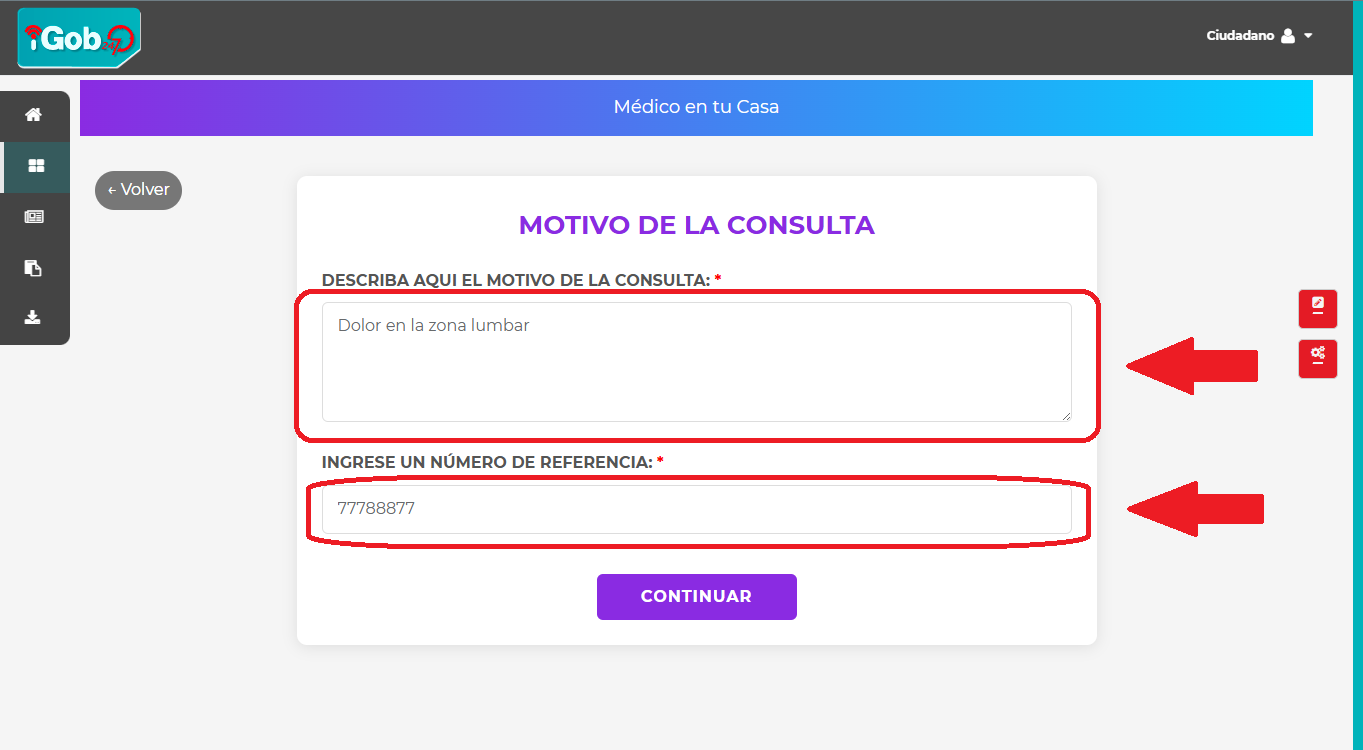 iGob 24/7
Ciudadano
Médico en tu Casa
← Volver
MOTIVO DE LA CONSULTA
DESCRIBA AQUI EL MOTIVO DE LA CONSULTA: *
Dolor en la zona lumbar
INGRESE UN NÚMERO DE REFERENCIA: *
77788877
CONTINUAR